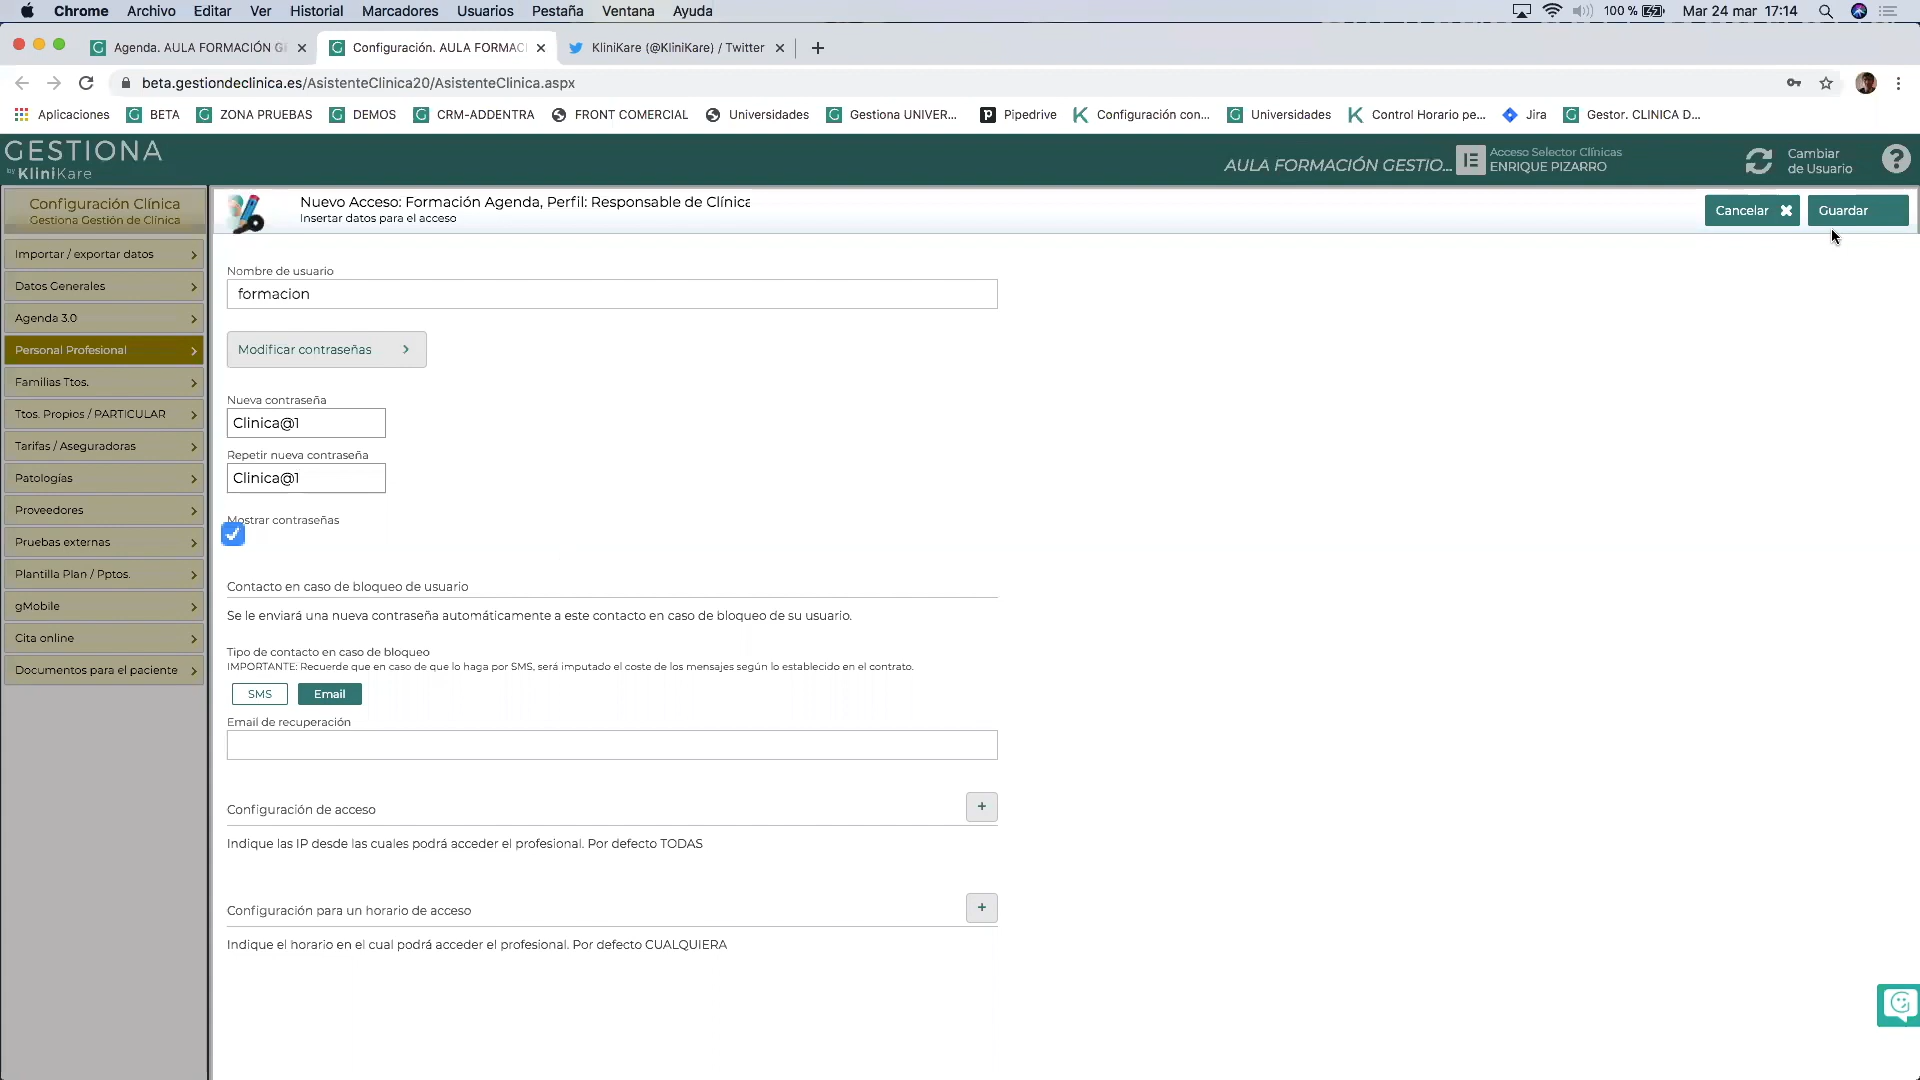 Chrome Archivo Editar Ver Historial Marcadores Usuarios Pestaña Ventana Ayuda 100 % Mar 24 mar 17:14
Agenda. AULA FORMACIÓN G
Configuración. AULA FORMAC
KliniKare (@KliniKare) / Twitter
beta.gestiondeclinica.es/AsistenteClinica20/AsistenteClinica.aspx
Aplicaciones BETA ZONA PRUEBAS DEMOS CRM-ADDENTRA FRONT COMERCIAL Universidades Gestiona UNIVER... Pipedrive Configuración con... Universidades Control Horario pe... Jira Gestor. CLINICA D...
GESTIONA
by KliniKare
AULA FORMACIÓN GESTIO...
Acceso Selector Clínicas
ENRIQUE PIZARRO
Cambiar
de Usuario
Configuración Clínica
Gestiona Gestión de Clínica
Importar / exportar datos
Datos Generales
Agenda 3.0
Personal Profesional
Familias Ttos.
Ttos. Propios / PARTICULAR
Tarifas / Aseguradoras
Patologías
Proveedores
Pruebas externas
Plantilla Plan / Pptos.
gMobile
Cita online
Documentos para el paciente
Nuevo Acceso: Formación Agenda, Perfil: Responsable de Clínica
Insertar datos para el acceso
Cancelar
Guardar
Nombre de usuario
formacion
Modificar contraseñas
Nueva contraseña
Clinica@1
Repetir nueva contraseña
Clinica@1
Mostrar contraseñas
Contacto en caso de bloqueo de usuario
Se le enviará una nueva contraseña automáticamente a este contacto en caso de bloqueo de su usuario.
Tipo de contacto en caso de bloqueo
IMPORTANTE: Recuerde que en caso de que lo haga por SMS, será imputado el coste de los mensajes según lo establecido en el contrato.
SMS Email
Email de recuperación
Configuración de acceso
+
Indique las IP desde las cuales podrá acceder el profesional. Por defecto TODAS
Configuración para un horario de acceso
+
Indique el horario en el cual podrá acceder el profesional. Por defecto CUALQUIERA